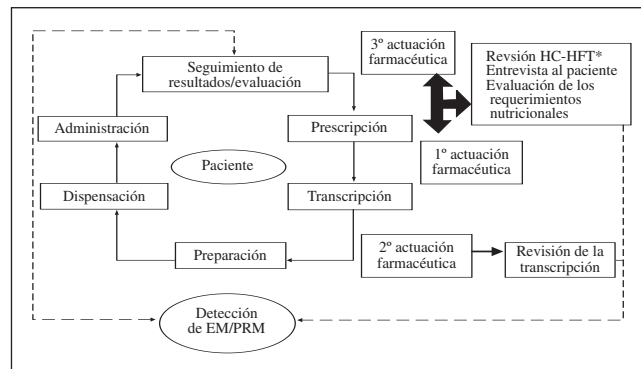 3º actuación
farmacéutica
Revsión HC-HFT*
Entrevista al paciente
Evaluación de los
requerimientos
nutricionales
Seguimiento de
resultados/evaluación
Administración
Prescripción
1º actuación
farmacéutica
Paciente
Dispensación
Transcripción
Preparación
2º actuación
farmacéutica
Revisión de la
transcripción
Detección
de EM/PRM